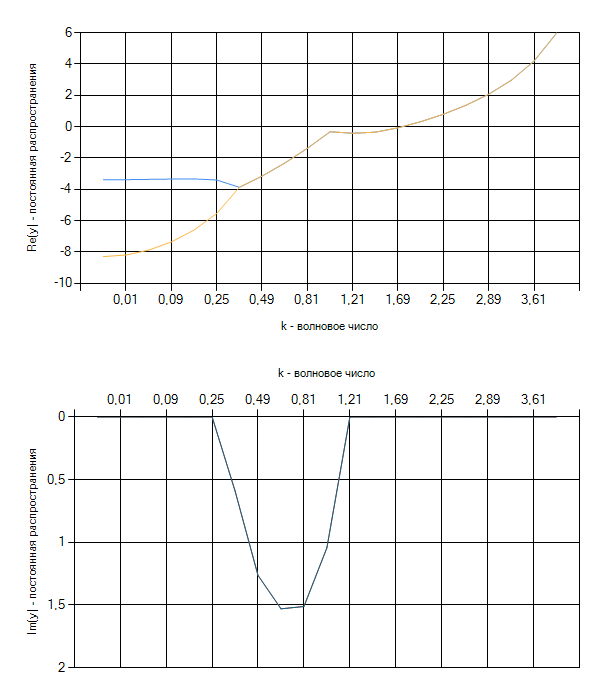 6
4
2
0
-2
-4
-6
-8
-10
Re[y] - постоянная распространения
0,01 0,09 0,25 0,49 0,81 1,21 1,69 2,25 2,89 3,61
k - волновое число
k - волновое число
0,01 0,09 0,25 0,49 0,81 1,21 1,69 2,25 2,89 3,61
0
0,5
1
1,5
2
Im[y] - постоянная распространения